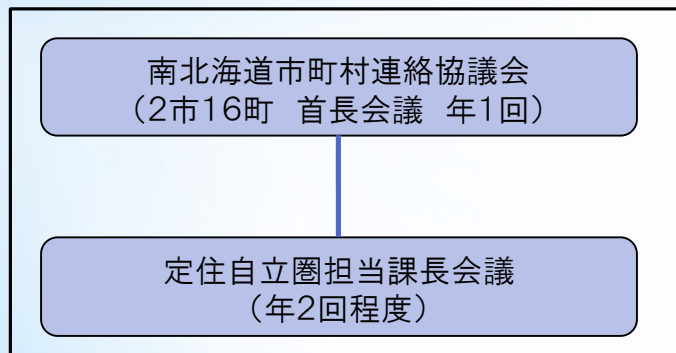 南北海道市町村連絡協議会
（2市16町　首長会議　年1回）
定住自立圏担当課長会議
（年2回程度）